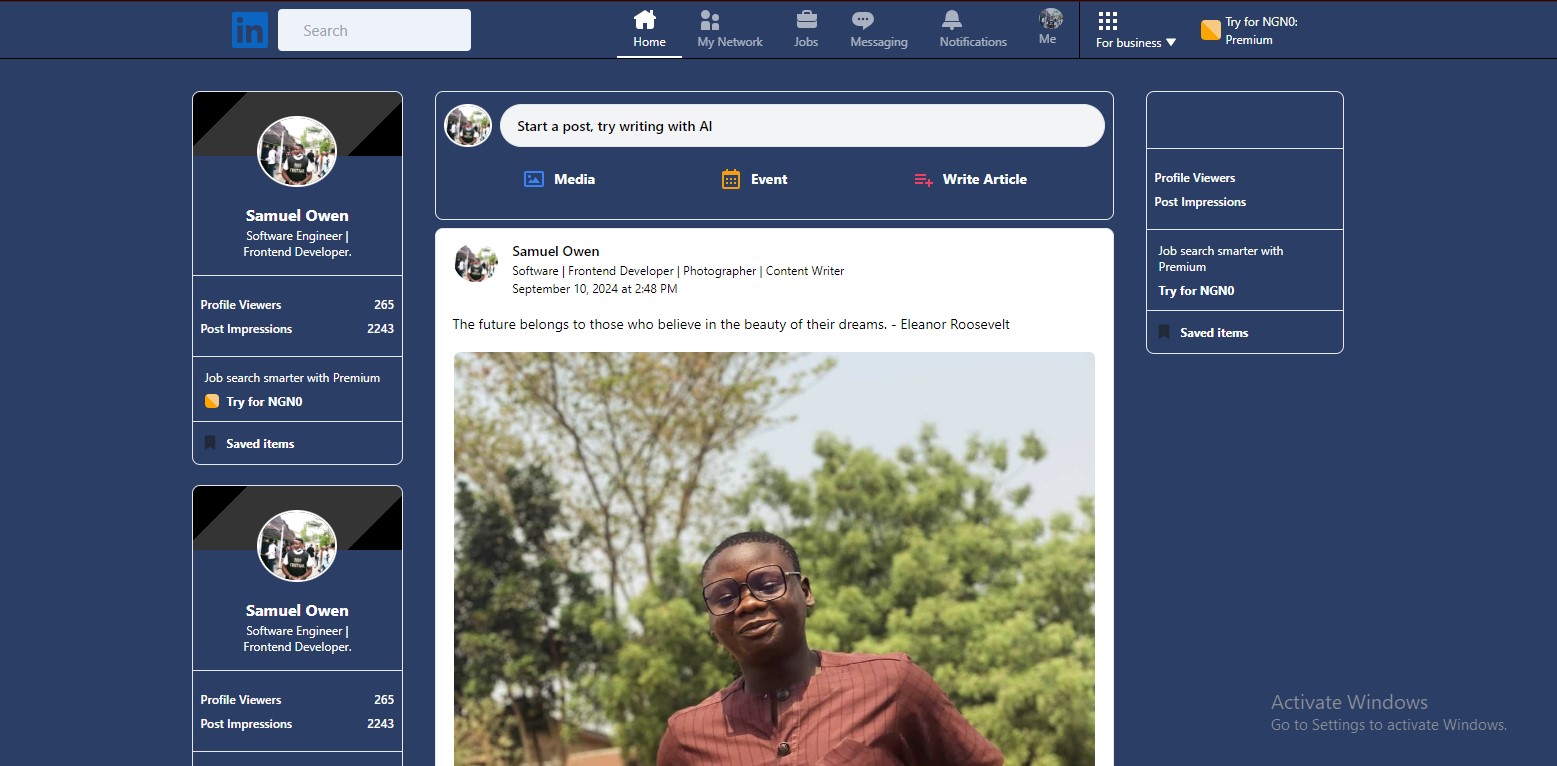 in
Search
Home
My Network
Jobs
Messaging
Notifications
Me
For business
Try for NGN0:
Premium
Samuel Owen
Software Engineer |
Frontend Developer.
Profile Viewers 265
Post Impressions 2243
Job search smarter with Premium
Try for NGN0
Saved items
Samuel Owen
Software Engineer |
Frontend Developer.
Profile Viewers 265
Post Impressions 2243
Start a post, try writing with AI
Media
Event
Write Article
Samuel Owen
Software | Frontend Developer | Photographer | Content Writer
September 10, 2024 at 2:48 PM
The future belongs to those who believe in the beauty of their dreams. - Eleanor Roosevelt
Profile Viewers
Post Impressions
Job search smarter with
Premium
Try for NGN0
Saved items
Activate Windows
Go to Settings to activate Windows.